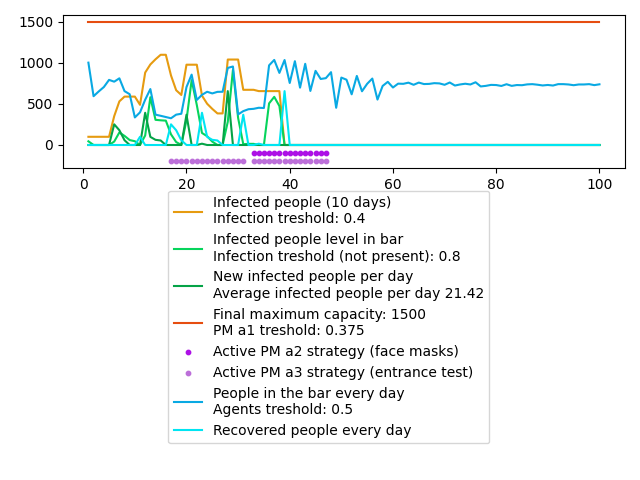 1500
1000
500
0
0
20
40
60
80
100
Infected people (10 days)
Infection treshold: 0.4
Infected people level in bar
Infection treshold (not present): 0.8
New infected people per day
Average infected people per day 21.42
Final maximum capacity: 1500
PM a1 treshold: 0.375
Active PM a2 strategy (face masks)
Active PM a3 strategy (entrance test)
People in the bar every day
Agents treshold: 0.5
Recovered people every day